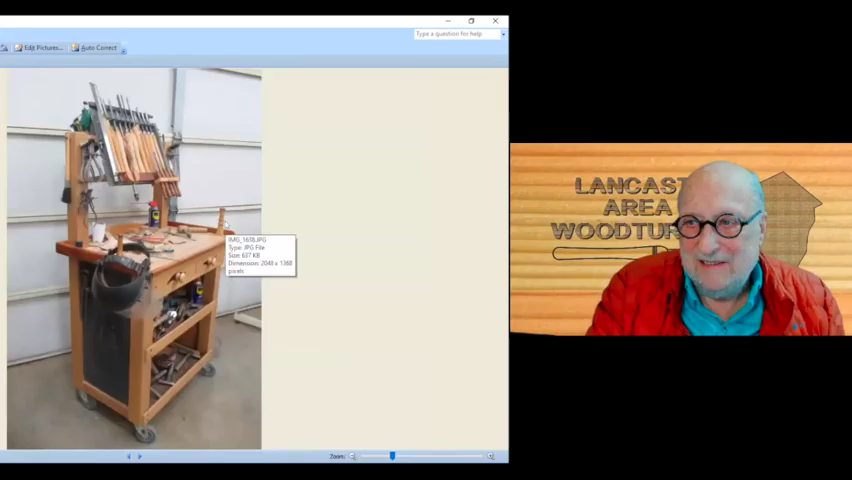 Type a question for help
Edit Pictures...
Auto Correct
IMG_1638.JPG
Type: JPG File
Size: 637 KB
Dimension: 2048 x 1368
pixels
Zoom:
LANCAST
AREA
WOODTUR